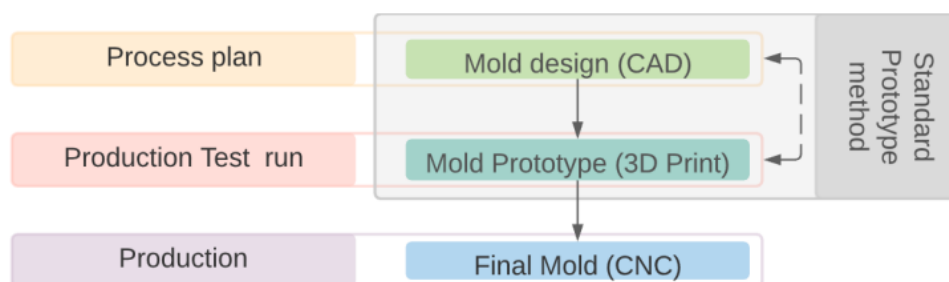 Process plan
Mold design (CAD)
Production Test run
Mold Prototype (3D Print)
Production
Final Mold (CNC)
Standard
Prototype
method